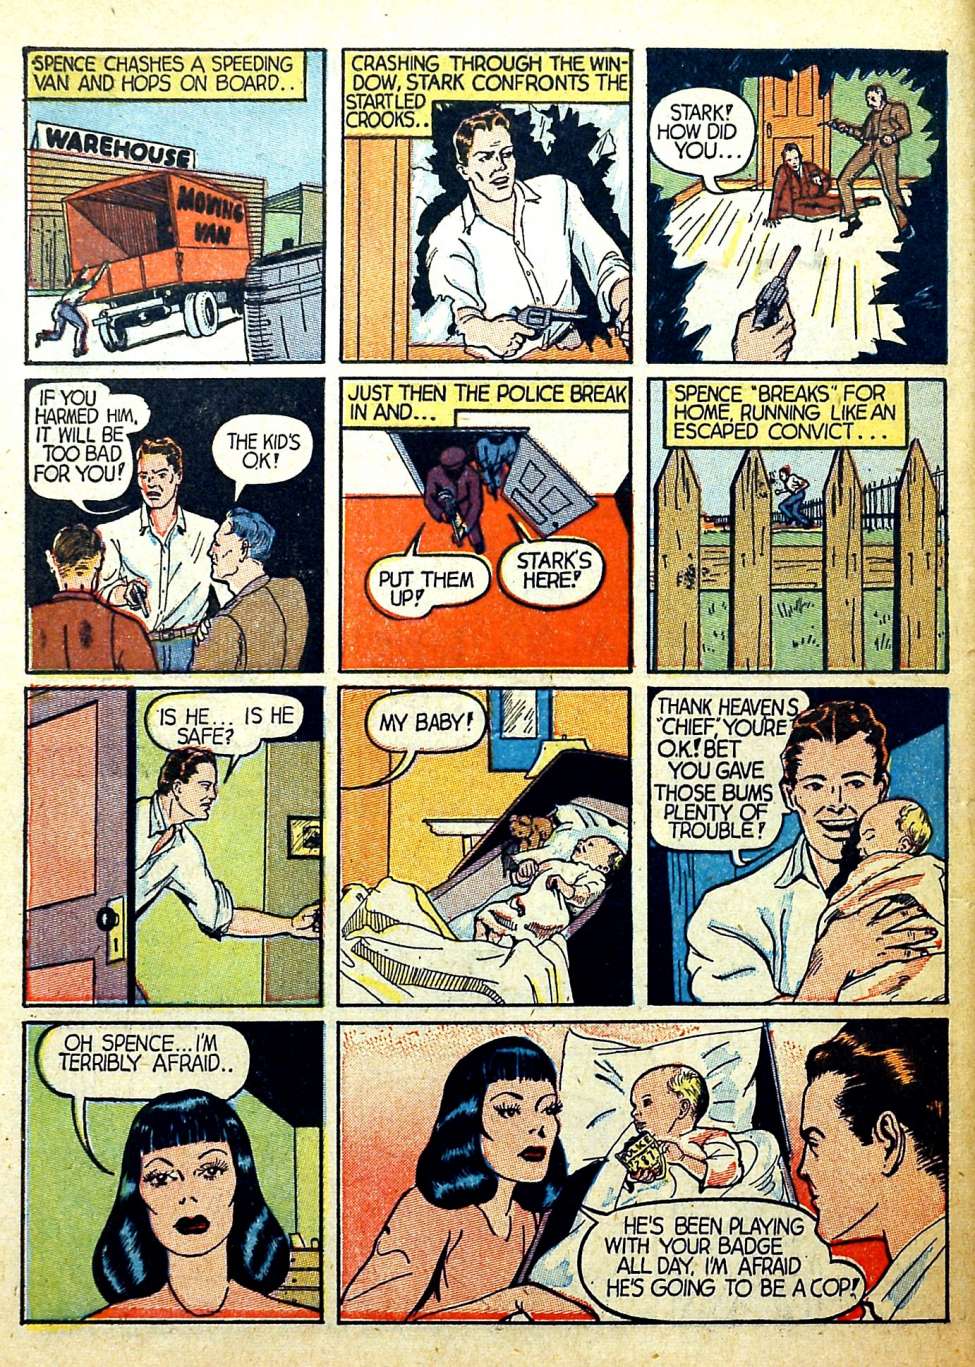 SPENCE CHASHES A SPEEDING
VAN AND HOPS ON BOARD..
WAREHOUSE
MOVING
VAN
CRASHING THROUGH THE WIN-
DOW, STARK CONFRONTS THE
STARTLED
CROOKS..
STARK!
HOW DID
YOU...
IF YOU
HARMED HIM,
IT WILL BE
TOO BAD
FOR YOU!
THE KID'S
OK!
JUST THEN THE POLICE BREAK
IN AND...
PUT THEM
UP!
STARK'S
HERE!
SPENCE "BREAKS" FOR
HOME, RUNNING LIKE AN
ESCAPED CONVICT...
IS HE... IS HE
SAFE?
MY BABY!
THANK HEAVENS
"CHIEF," YOU'RE
O.K.! BET
YOU GAVE
THOSE BUMS
PLENTY OF
TROUBLE!
OH SPENCE...I'M
TERRIBLY AFRAID..
HE'S BEEN PLAYING
WITH YOUR BADGE
ALL DAY, I'M AFRAID
HE'S GOING TO BE A COP!